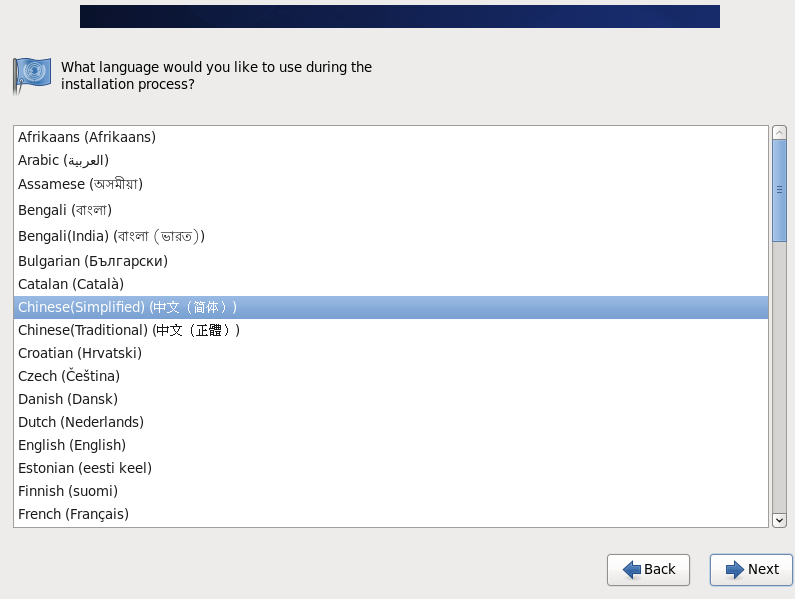 What language would you like to use during the
installation process?
Afrikaans (Afrikaans)
Arabic (العربية)
Assamese (অসমীয়া)
Bengali (বাংলা)
Bengali(India) (বাংলা (ভারত))
Bulgarian (Български)
Catalan (Català)
Chinese(Simplified) (中文（简体）)
Chinese(Traditional) (中文（正體）)
Croatian (Hrvatski)
Czech (Čeština)
Danish (Dansk)
Dutch (Nederlands)
English (English)
Estonian (eesti keel)
Finnish (suomi)
French (Français)
Back
Next